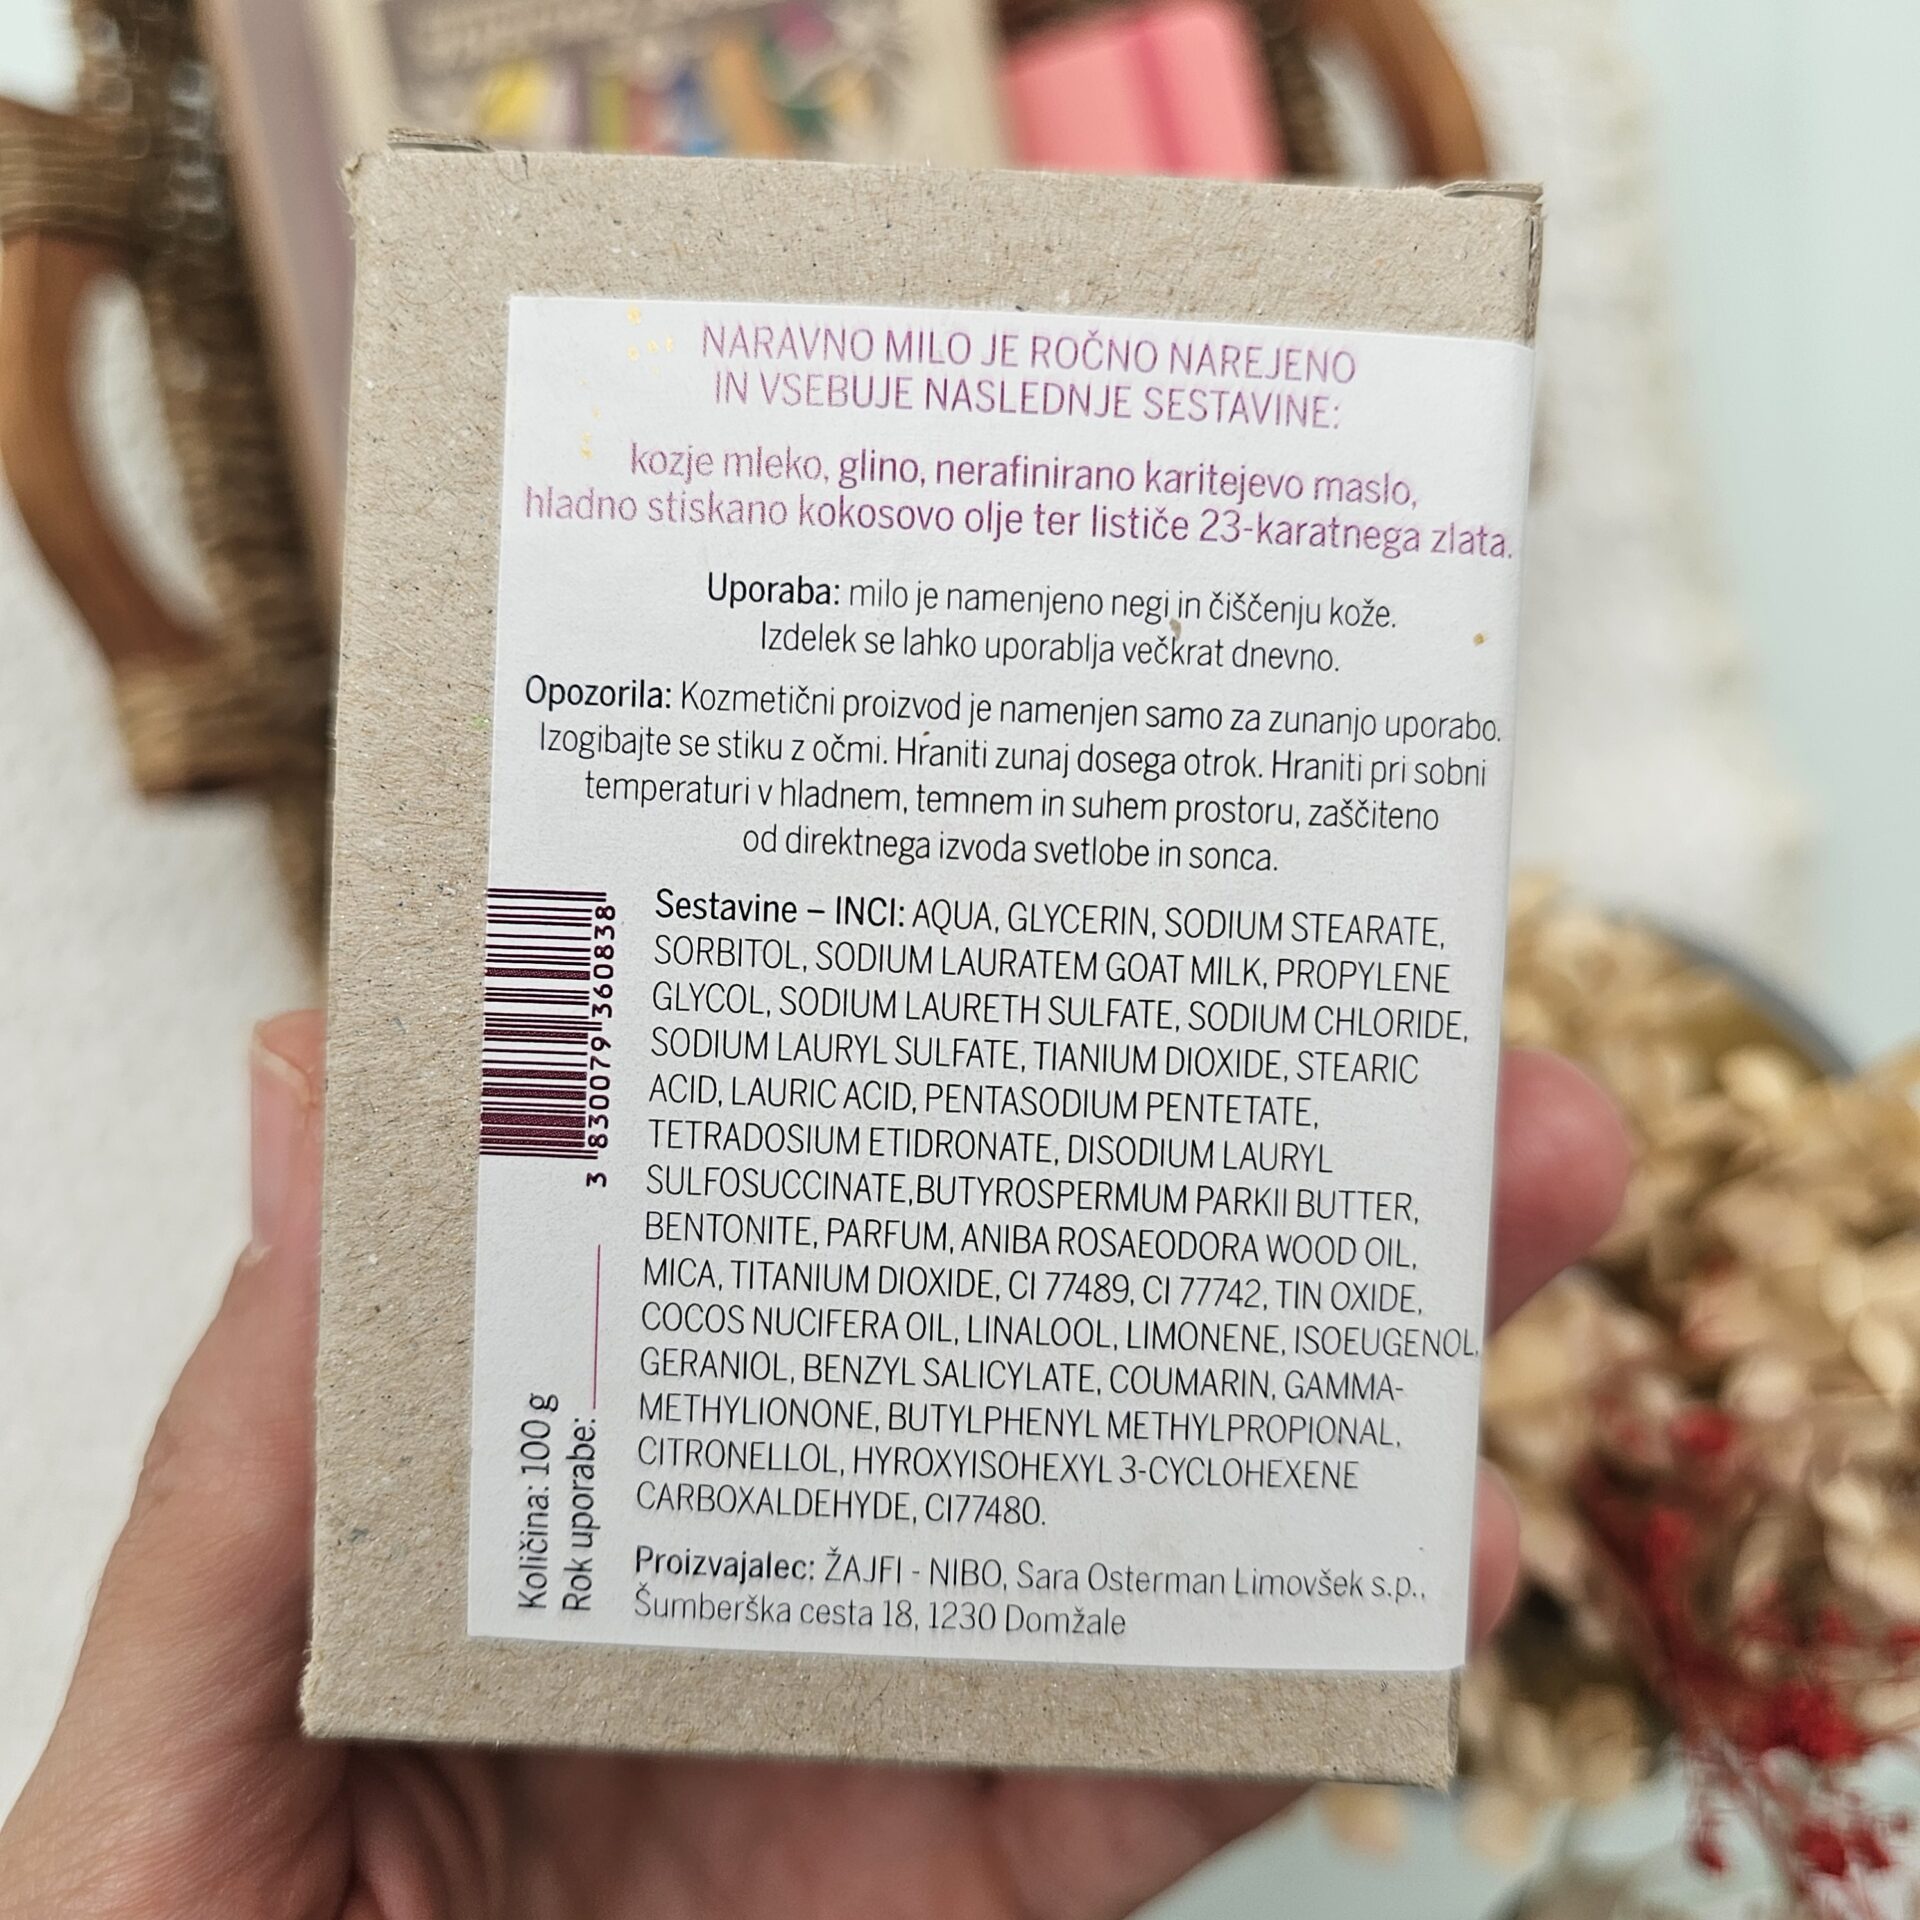 NARAVNO MILO JE ROČNO NAREJENO
IN VSEBUJE NASLEDNJE SESTAVINE:
kozje mleko, glino, nerafinirano karitejevo maslo,
hladno stiskano kokosovo olje ter lističe 23-karatnega zlata.
Uporaba: milo je namenjeno negi in čiščenju kože.
Izdelek se lahko uporablja večkrat dnevno.
Opozorila: Kozmetični proizvod je namenjen samo za zunanjo uporabo.
Izogibajte se stiku z očmi. Hraniti zunaj dosega otrok. Hraniti pri sobni
temperaturi v hladnem, temnem in suhem prostoru, zaščiteno
od direktnega izvoda svetlobe in sonca.
Sestavine – INCI: AQUA, GLYCERIN, SODIUM STEARATE,
SORBITOL, SODIUM LAURATEM GOAT MILK, PROPYLENE
GLYCOL, SODIUM LAURETH SULFATE, SODIUM CHLORIDE,
SODIUM LAURYL SULFATE, TIANIUM DIOXIDE, STEARIC
ACID, LAURIC ACID, PENTASODIUM PENTETATE,
TETRADOSIUM ETIDRONATE, DISODIUM LAURYL
SULFOSUCCINATE,BUTYROSPERMUM PARKII BUTTER,
BENTONITE, PARFUM, ANIBA ROSAEODORA WOOD OIL,
MICA, TITANIUM DIOXIDE, CI 77489, CI 77742, TIN OXIDE,
COCOS NUCIFERA OIL, LINALOOL, LIMONENE, ISOEUGENOL,
GERANIOL, BENZYL SALICYLATE, COUMARIN, GAMMA-
METHYLIONONE, BUTYLPHENYL METHYLPROPIONAL,
CITRONELLOL, HYROXYISOHEXYL 3-CYCLOHEXENE
CARBOXALDEHYDE, CI77480.
Proizvajalec: ŽAJFI - NIBO, Sara Osterman Limovšek s.p.,
Šumberška cesta 18, 1230 Domžale
3 830079 360838
Količina: 100 g
Rok uporabe: